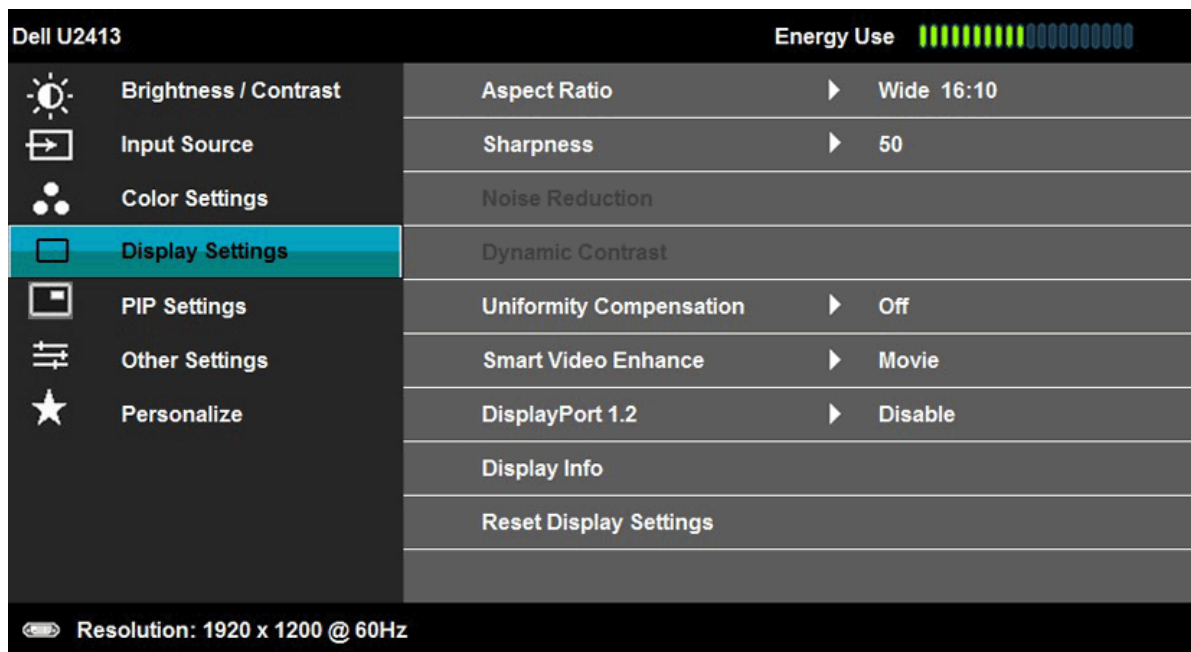 Dell U2413 Energy Use
Brightness / Contrast Aspect Ratio Wide 16:10
Input Source Sharpness 50
Color Settings Noise Reduction
Display Settings Dynamic Contrast
PIP Settings Uniformity Compensation Off
Other Settings Smart Video Enhance Movie
Personalize DisplayPort 1.2 Disable
Display Info
Reset Display Settings
Resolution: 1920 x 1200 @ 60Hz